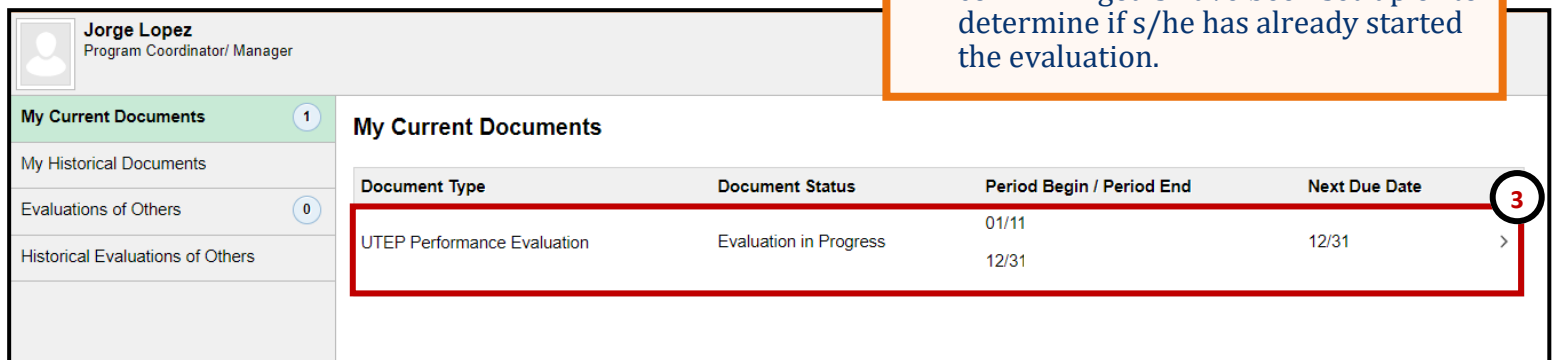 determine if s/he has already started
the evaluation.
Jorge Lopez
Program Coordinator/ Manager
My Current Documents 1
My Historical Documents
Evaluations of Others 0
Historical Evaluations of Others
My Current Documents
Document Type Document Status Period Begin / Period End Next Due Date
3
01/11
UTEP Performance Evaluation Evaluation in Progress 12/31 >
12/31